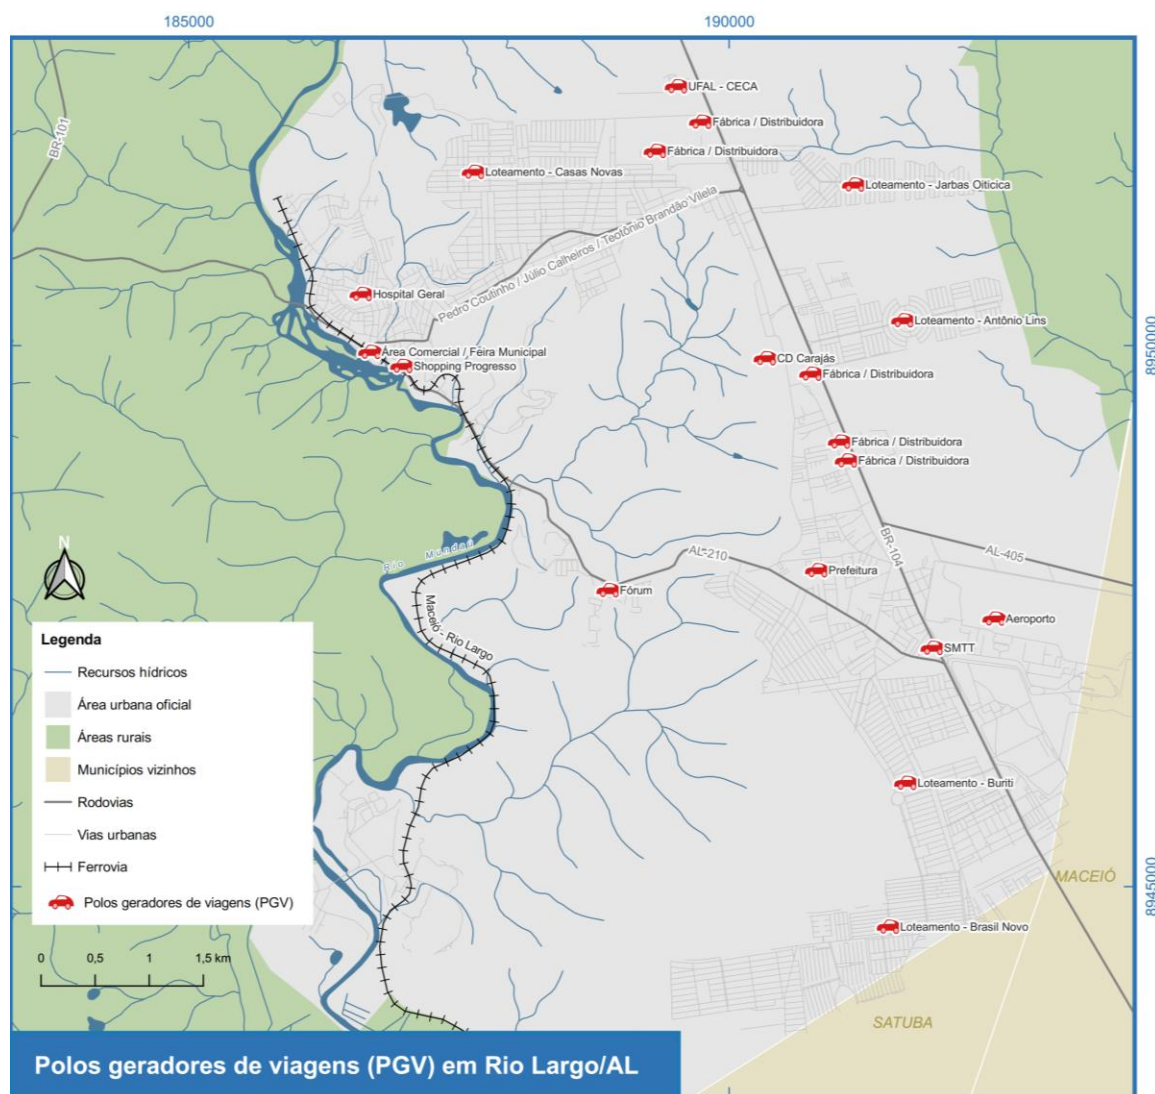 185000
190000
UFAL - CECA
Fábrica / Distribuidora
BR-101
Fábrica / Distribuidora
Loteamento - Casas Novas
Loteamento - Jarbas Oiticica
Pedro Coutinho / Júlio Calheiros / Teotônio Brandão Vilela
Hospital Geral
Loteamento - Antônio Lins
8950000
Área Comercial / Feira Municipal
CD Carajás
Shopping Progresso
Fábrica / Distribuidora
Fábrica / Distribuidora
Fábrica / Distribuidora
N
Rio Mundaú
AL-210
BR-104
AL-405
Prefeitura
Fórum
Maceió - Rio Largo
Aeroporto
SMTT
Legenda
Recursos hídricos
Área urbana oficial
Áreas rurais
Municípios vizinhos
Rodovias
Vias urbanas
Ferrovia
Polos geradores de viagens (PGV)
Loteamento - Buriti
MACEIÓ
8945000
Loteamento - Brasil Novo
0 0,5 1 1,5 km
SATUBA
Polos geradores de viagens (PGV) em Rio Largo/AL